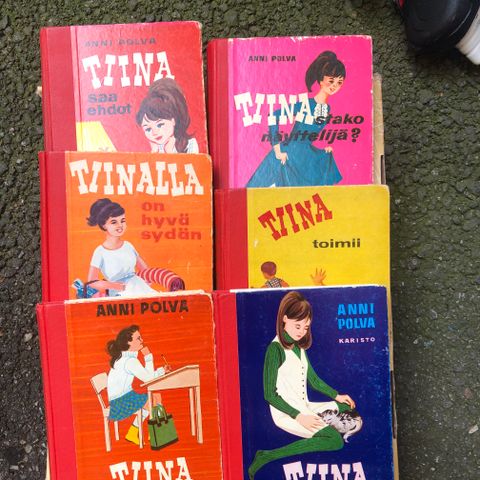 ANNI POLVA
TIINA
saa
ehdot
ANNI POLVA
TIINA
stako
näyttelijä?
TIINALLA
on
hyvä
sydän
TIINA
toimii
ANNI POLVA
TIINA
ANNI
POLVA
KARISTO
TIINA